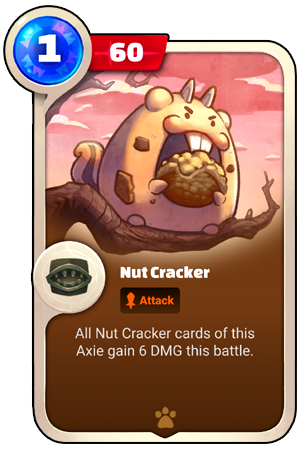 1
60
Nut Cracker
Attack
All Nut Cracker cards of this
Axie gain 6 DMG this battle.